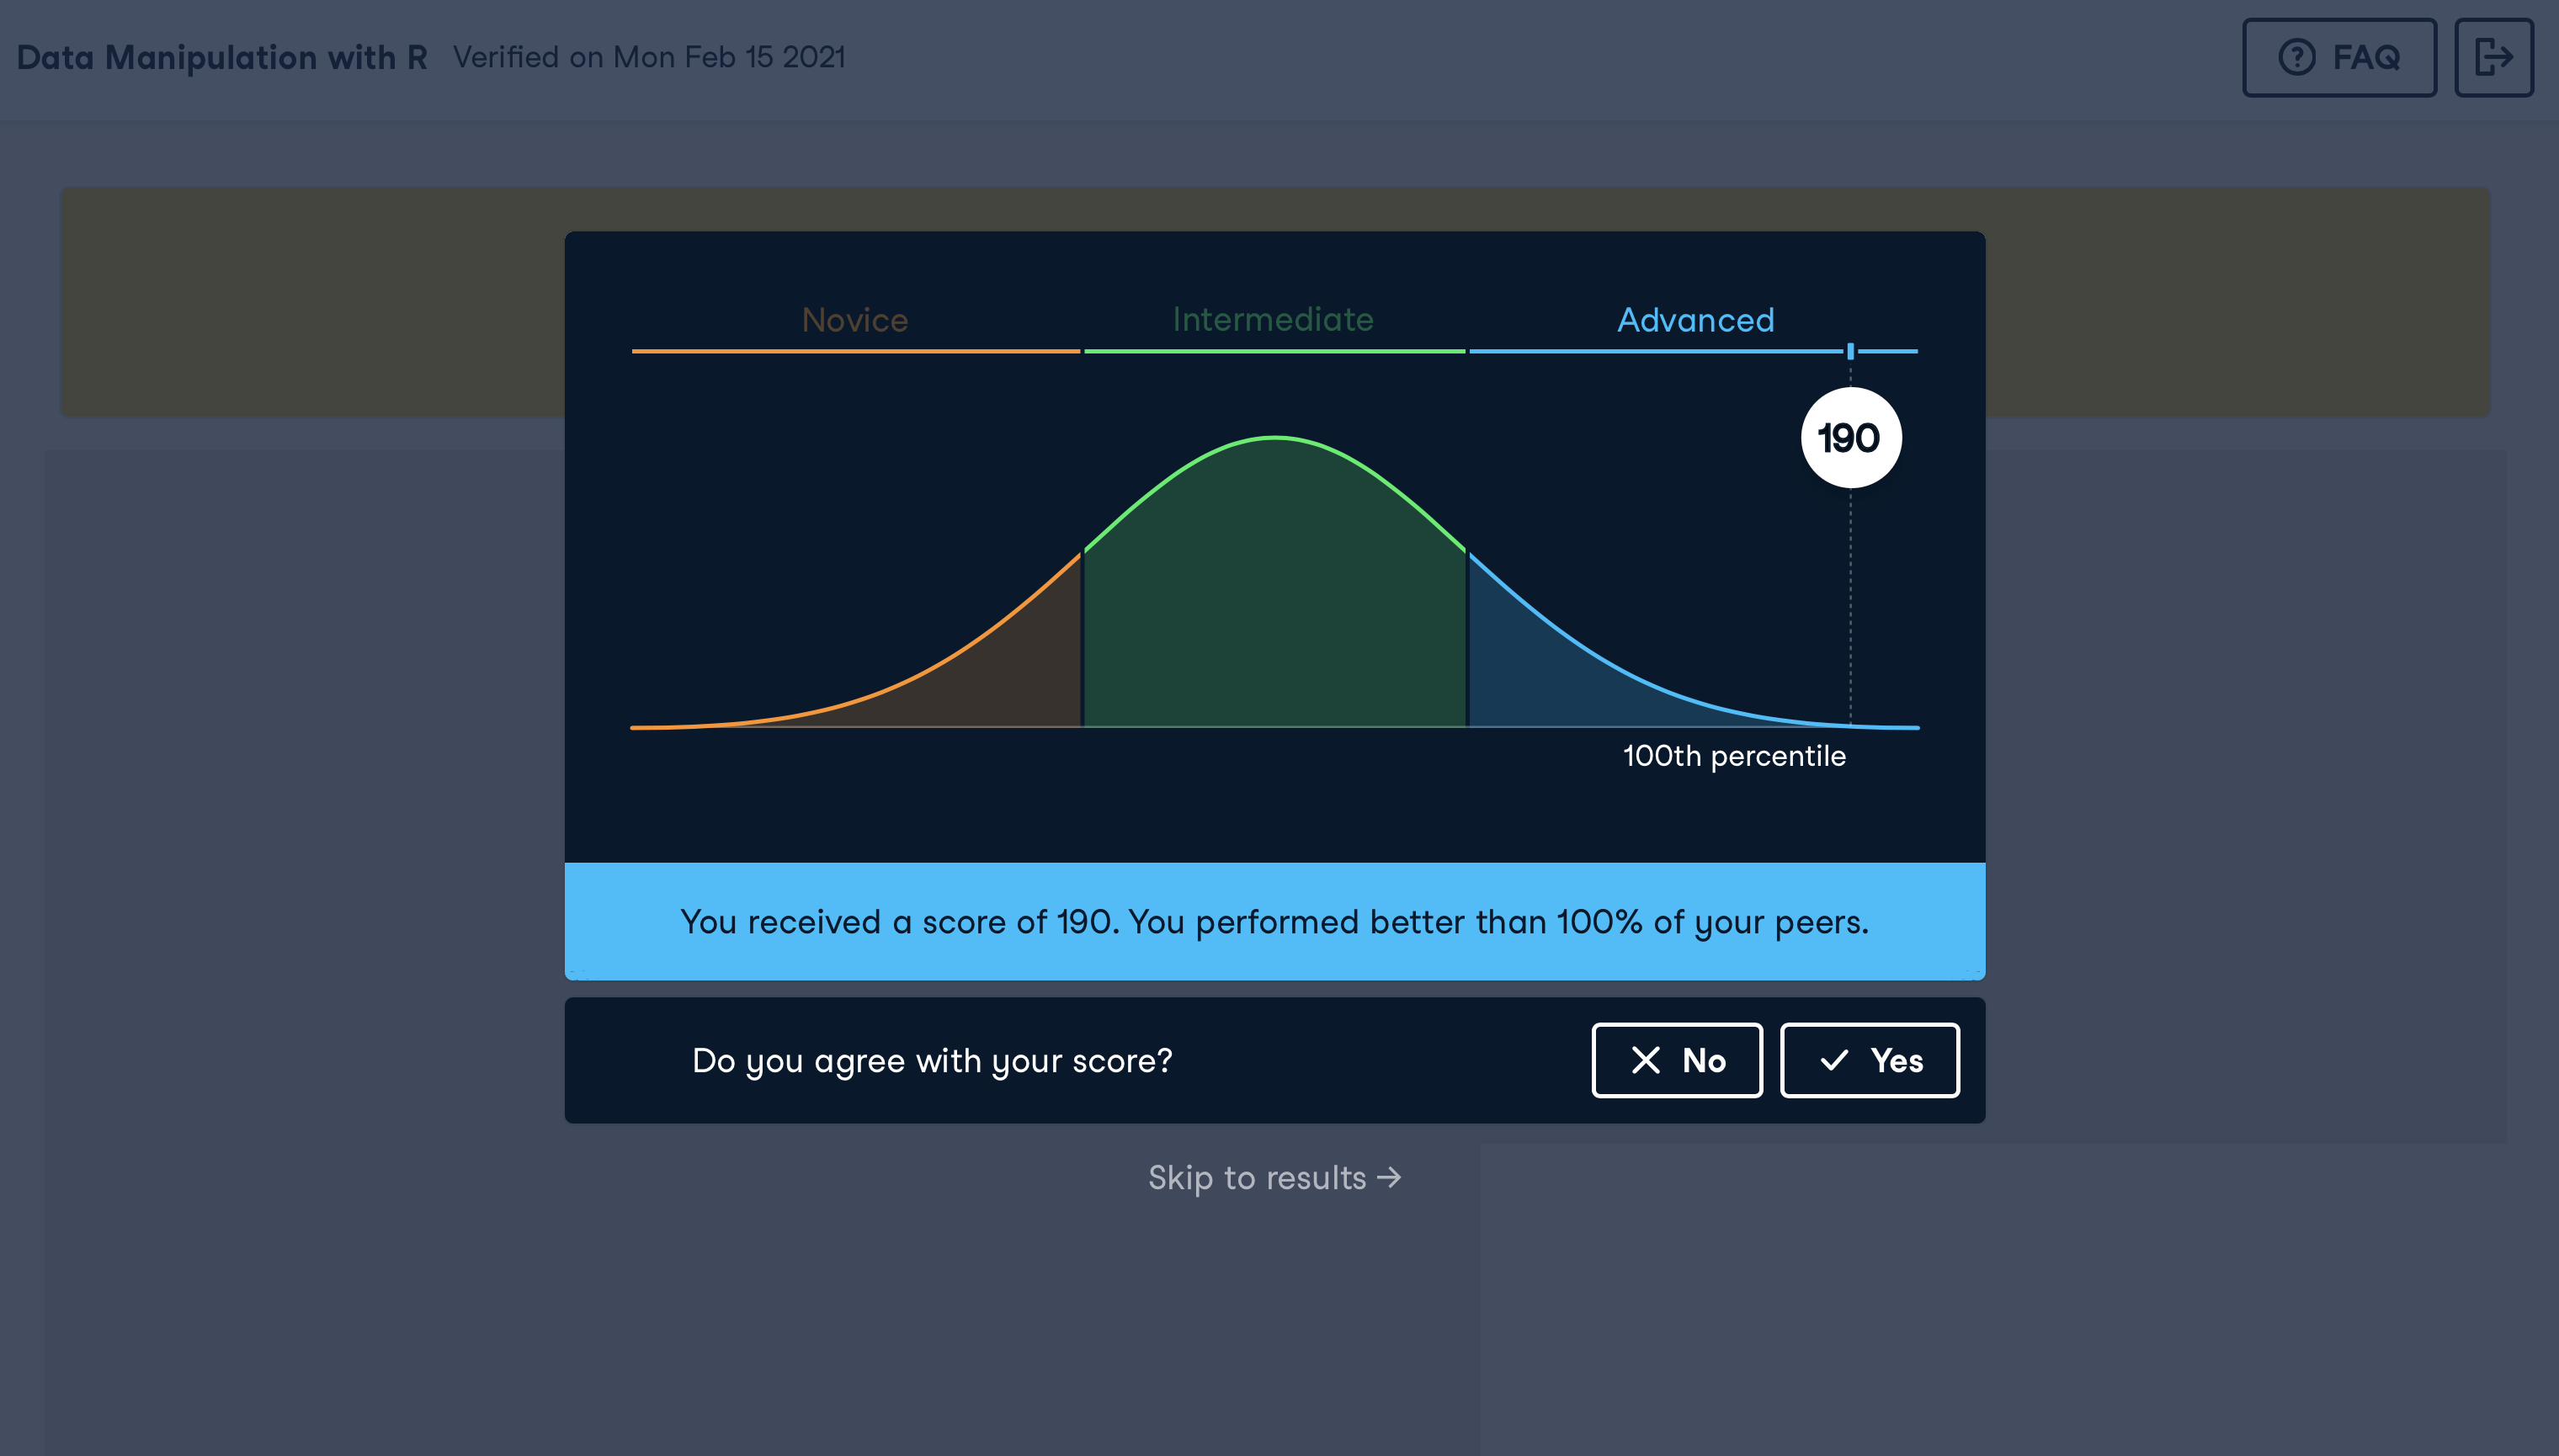 Data Manipulation with R Verified on Mon Feb 15 2021
FAQ
Novice Intermediate Advanced
190
100th percentile
You received a score of 190. You performed better than 100% of your peers.
Do you agree with your score?
No
Yes
Skip to results →